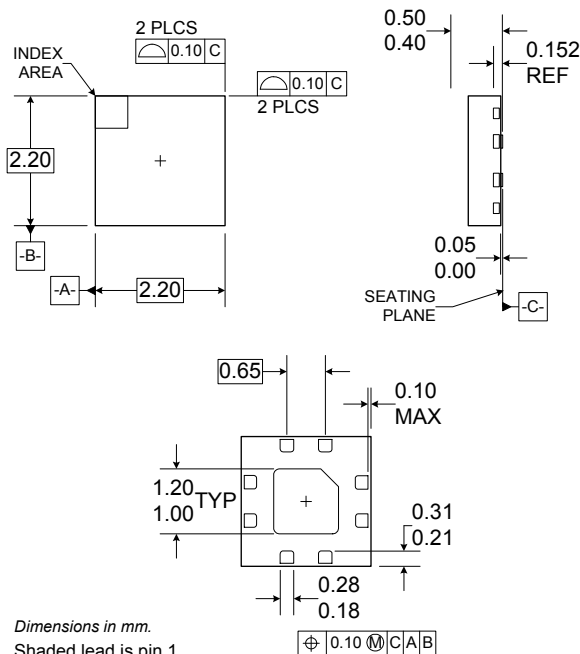 2 PLCS
0.10 C
INDEX
AREA
0.10 C
2 PLCS
2.20
-B-
-A-
2.20
0.50
0.40
0.152
REF
0.05
0.00
SEATING
PLANE
-C-
0.65
0.10
MAX
1.20
1.00
TYP
0.31
0.21
0.28
0.18
0.10 Ⓜ C A B
Dimensions in mm.
Shaded lead is pin 1